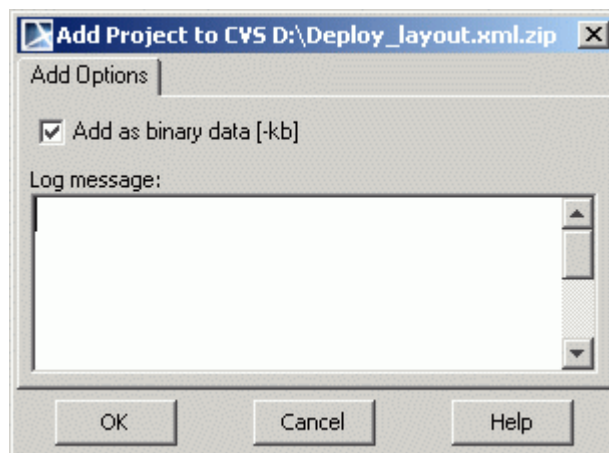 Add Project to CVS D:\Deploy_layout.xml.zip
Add Options
Add as binary data [-kb]
Log message:
OK Cancel Help